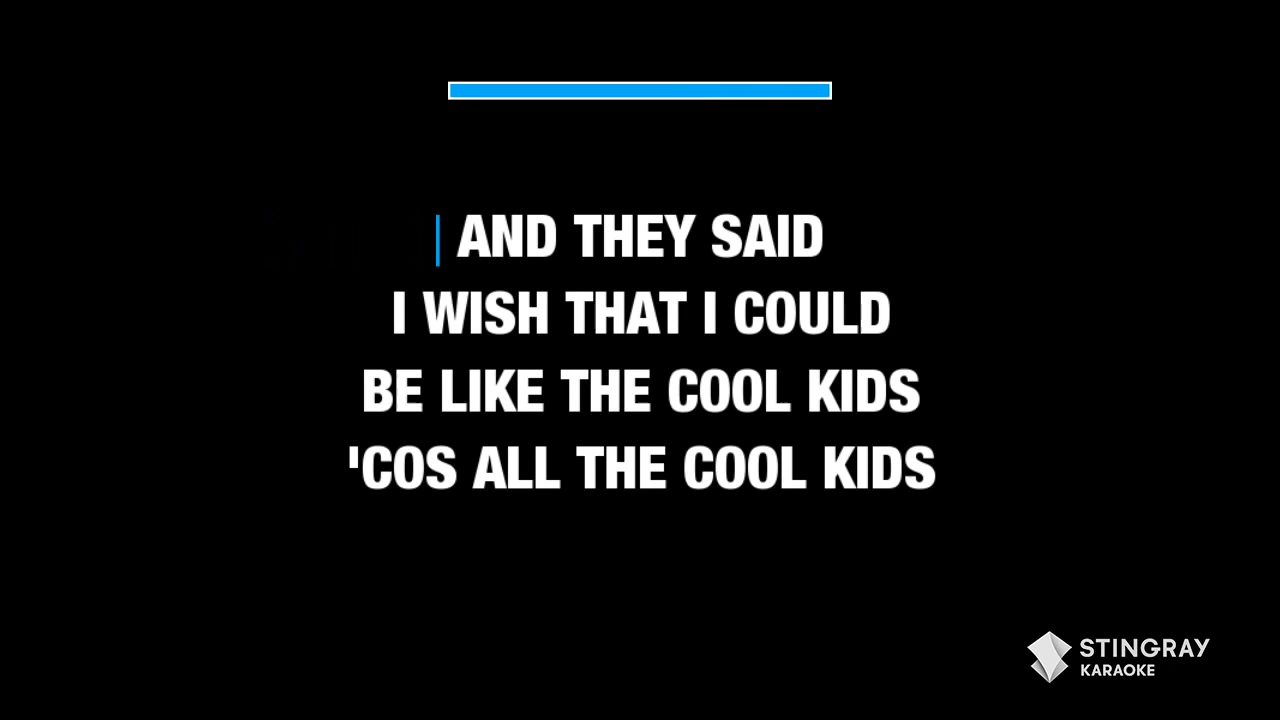 AND THEY SAID
I WISH THAT I COULD
BE LIKE THE COOL KIDS
'COS ALL THE COOL KIDS
STINGRAY
KARAOKE